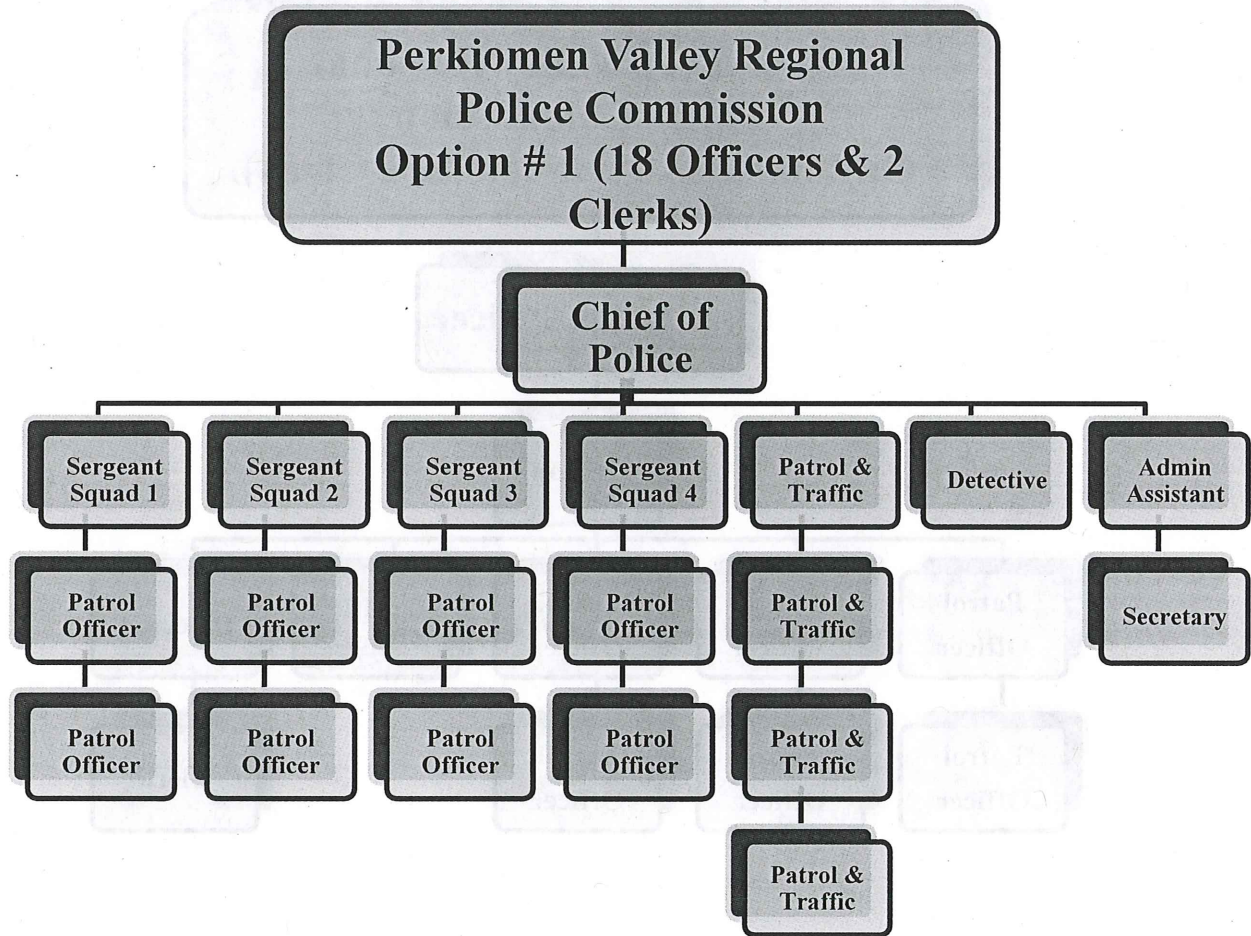 Perkiomen Valley Regional
Police Commission
Option # 1 (18 Officers & 2
Clerks)
Chief of
Police
Sergeant
Squad 1
Sergeant
Squad 2
Sergeant
Squad 3
Sergeant
Squad 4
Patrol &
Traffic
Detective
Admin
Assistant
Patrol
Officer
Patrol
Officer
Patrol
Officer
Patrol
Officer
Patrol &
Traffic
Secretary
Patrol
Officer
Patrol
Officer
Patrol
Officer
Patrol
Officer
Patrol &
Traffic
Patrol &
Traffic